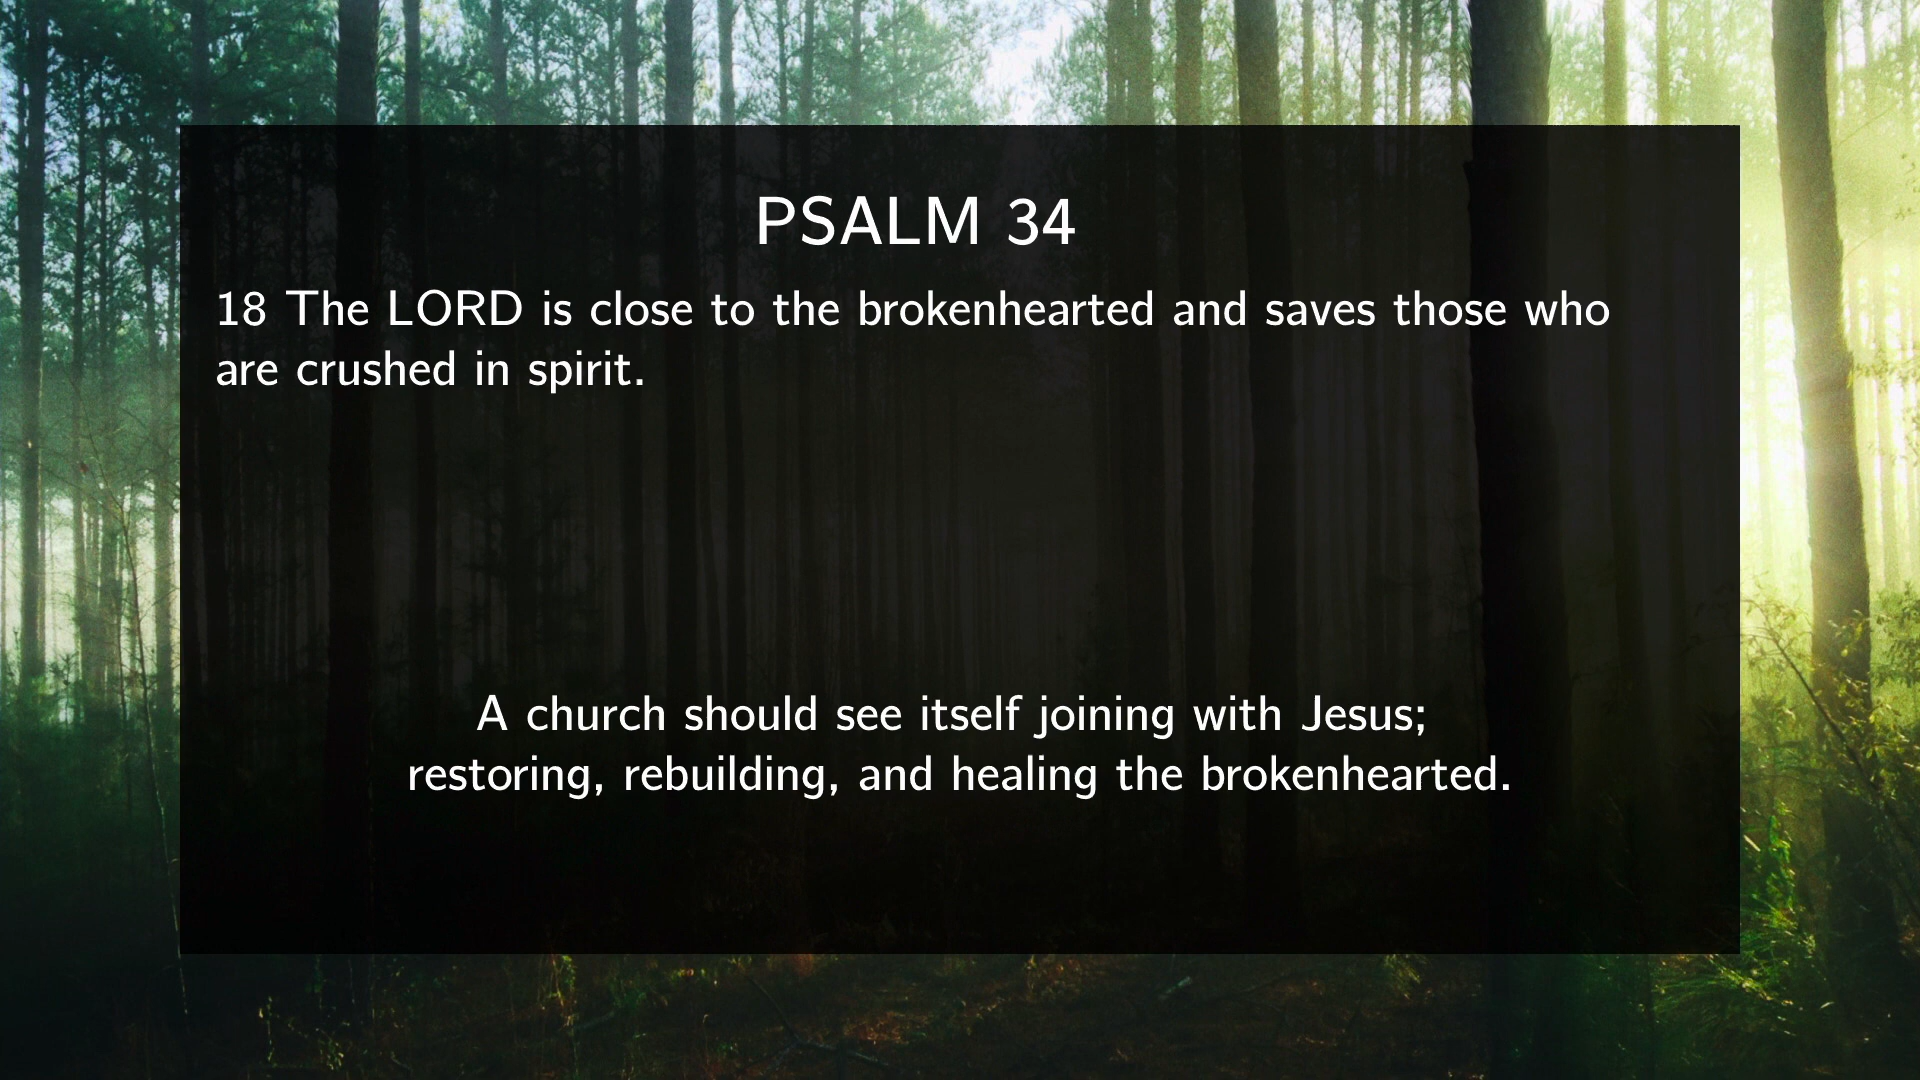 PSALM 34
18 The LORD is close to the brokenhearted and saves those who
are crushed in spirit.
A church should see itself joining with Jesus;
restoring, rebuilding, and healing the brokenhearted.